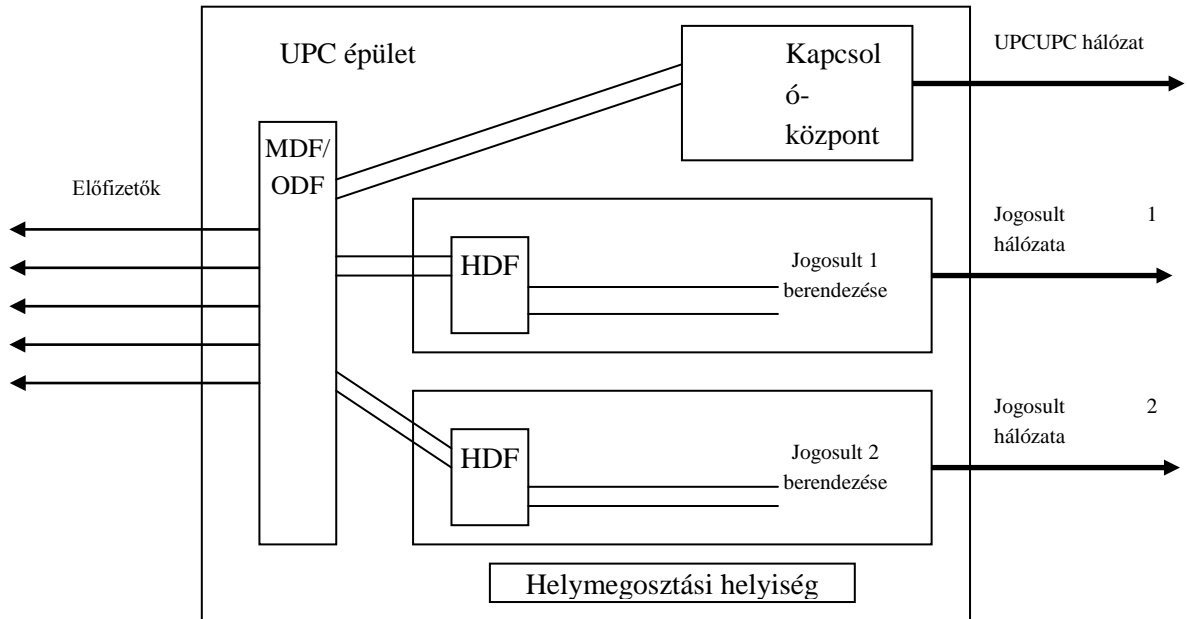 UPC épület
Kapcsol
ó-
központ
UPCUPC hálózat
MDF/
ODF
Előfizetők
HDF
Jogosult 1
berendezése
Jogosult 1
hálózata
HDF
Jogosult 2
berendezése
Jogosult 2
hálózata
Helymegosztási helyiség